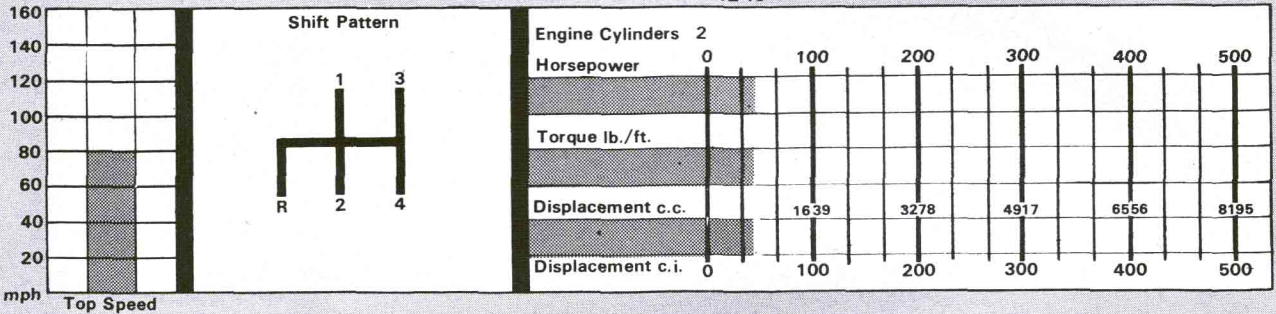 160
140
120
100
80
60
40
20
mph
Top Speed
Shift Pattern
1 3
R 2 4
Engine Cylinders 2
0 100 200 300 400 500
Horsepower
Torque lb./ft.
Displacement c.c. 1639 3278 4917 6556 8195
Displacement c.i. 0 100 200 300 400 500